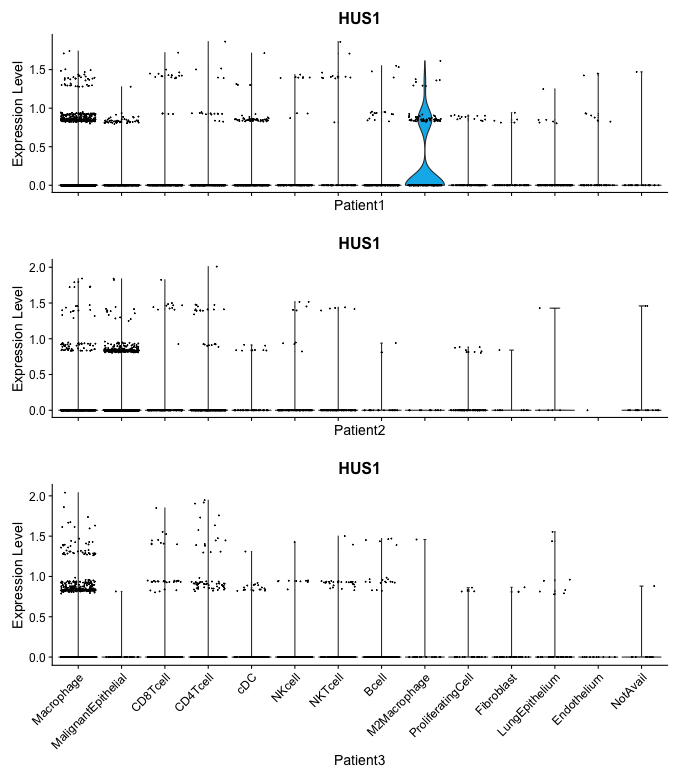 HUS1
Expression Level
1.5
1.0
0.5
0.0
Patient1
HUS1
Expression Level
2.0
1.5
1.0
0.5
0.0
Patient2
HUS1
Expression Level
2.0
1.5
1.0
0.5
0.0
Macrophage
MalignantEpithelial
CD8Tcell
CD4Tcell
cDC
NKcell
NKTcell
Bcell
M2Macrophage
ProliferatingCell
Fibroblast
LungEpithelium
Endothelium
NotAvail
Patient3